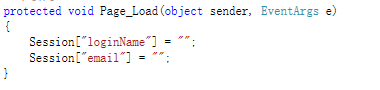 protected void Page_Load(object sender, EventArgs e)
{
    Session["loginName"] = "";
    Session["email"] = "";
}